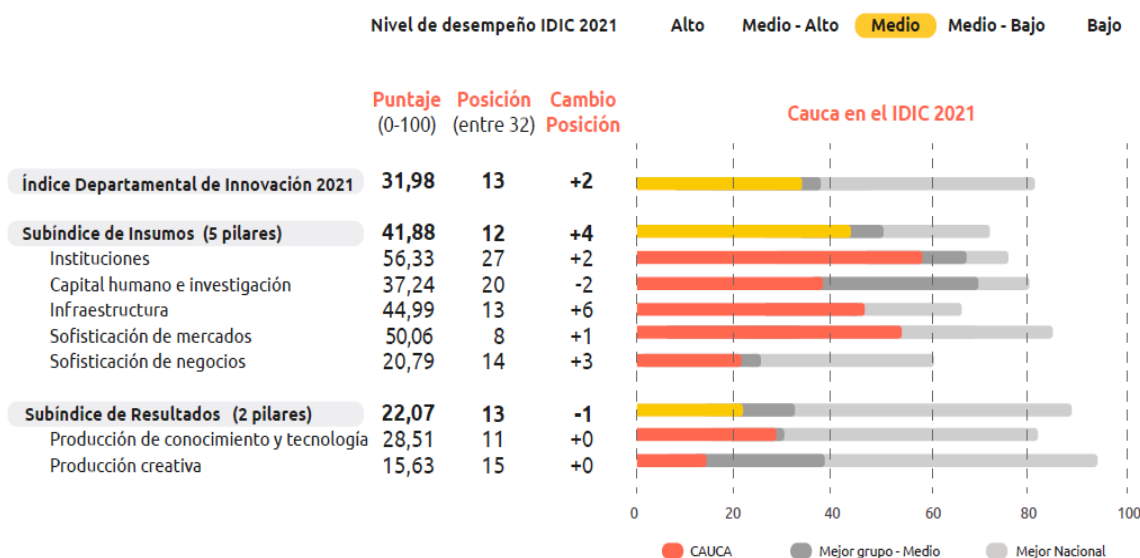 Nivel de desempeño IDIC 2021 Alto Medio - Alto Medio Medio - Bajo Bajo
Puntaje (0-100) Posición (entre 32) Cambio Posición
Cauca en el IDIC 2021
Índice Departamental de Innovación 2021 31,98 13 +2
Subíndice de Insumos (5 pilares) 41,88 12 +4
Instituciones 56,33 27 +2
Capital humano e investigación 37,24 20 -2
Infraestructura 44,99 13 +6
Sofisticación de mercados 50,06 8 +1
Sofisticación de negocios 20,79 14 +3
Subíndice de Resultados (2 pilares) 22,07 13 -1
Producción de conocimiento y tecnología 28,51 11 +0
Producción creativa 15,63 15 +0
0 20 40 60 80 100
CAUCA Mejor grupo - Medio Mejor Nacional